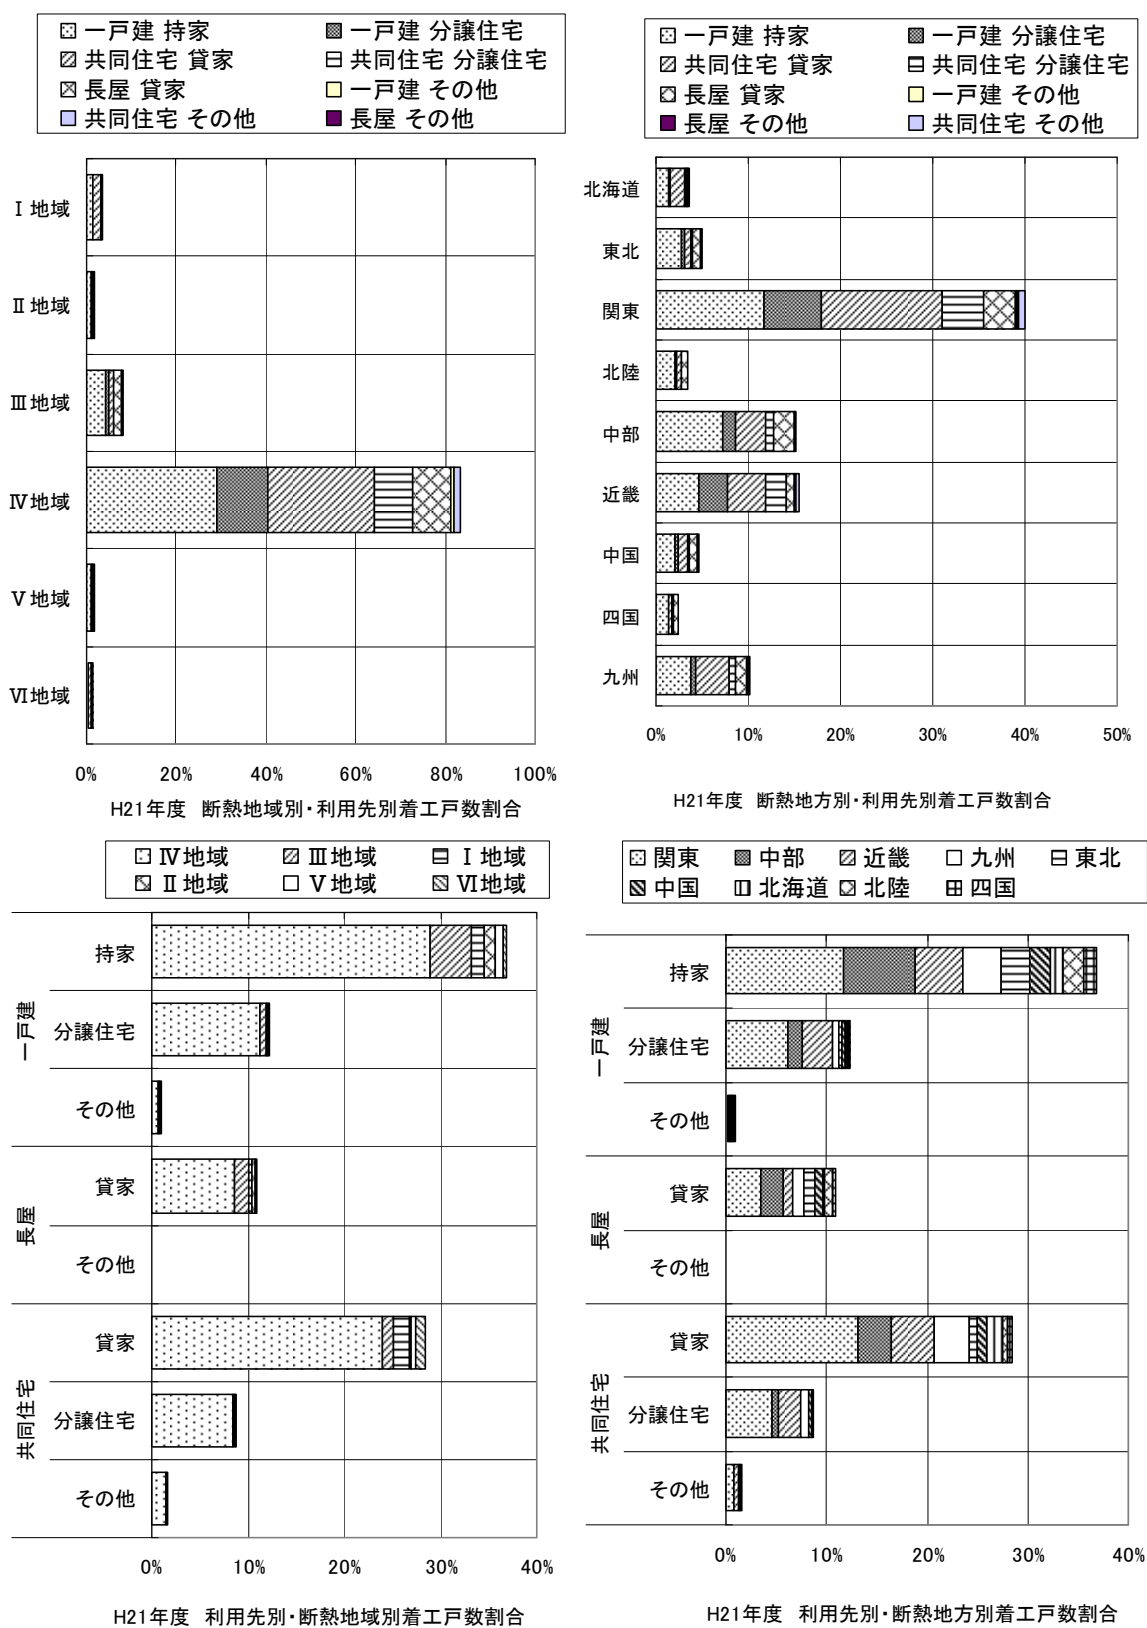 一戸建 持家 一戸建 分譲住宅
共同住宅 貸家 共同住宅 分譲住宅
長屋 貸家 一戸建 その他
共同住宅 その他 長屋 その他
Ⅰ地域
Ⅱ地域
Ⅲ地域
Ⅳ地域
Ⅴ地域
Ⅵ地域
0% 20% 40% 60% 80% 100%
H21年度 断熱地域別・利用先別着工戸数割合
一戸建 持家 一戸建 分譲住宅
共同住宅 貸家 共同住宅 分譲住宅
長屋 貸家 一戸建 その他
長屋 その他 共同住宅 その他
北海道
東北
関東
北陸
中部
近畿
中国
四国
九州
0% 10% 20% 30% 40% 50%
H21年度 断熱地方別・利用先別着工戸数割合
Ⅳ地域 Ⅲ地域 Ⅰ地域
Ⅱ地域 Ⅴ地域 Ⅵ地域
一戸建
持家
分譲住宅
その他
長屋
貸家
その他
共同住宅
貸家
分譲住宅
その他
0% 10% 20% 30% 40%
H21年度 利用先別・断熱地域別着工戸数割合
関東 中部 近畿 九州 東北
中国 北海道 北陸 四国
一戸建
持家
分譲住宅
その他
長屋
貸家
その他
共同住宅
貸家
分譲住宅
その他
0% 10% 20% 30% 40%
H21年度 利用先別・断熱地方別着工戸数割合